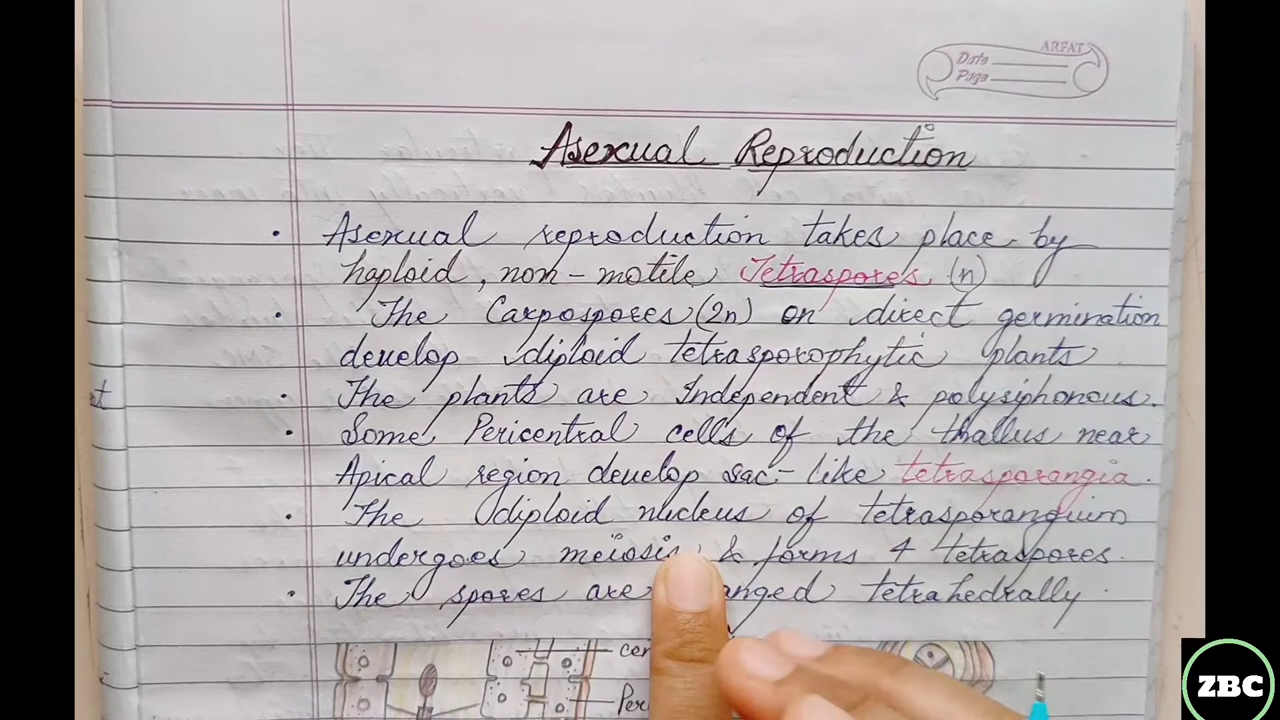 ARFAT
Date
Page
Asexual Reproduction
• Asexual reproduction takes place by
haploid, non-motile Tetraspores (n)
• The Carpospores (2n) on direct germination
develop diploid tetrasporophytic plants
• The plants are Independent & polysiphonous.
• Some Pericentral cells of the thallus near
Apical region develop sac-like tetrasporangia.
• The diploid nucleus of tetrasporangium
undergoes meiosis & forms 4 tetraspores.
• The spores are anged tetrahedrally.
cen
Per
ZBC